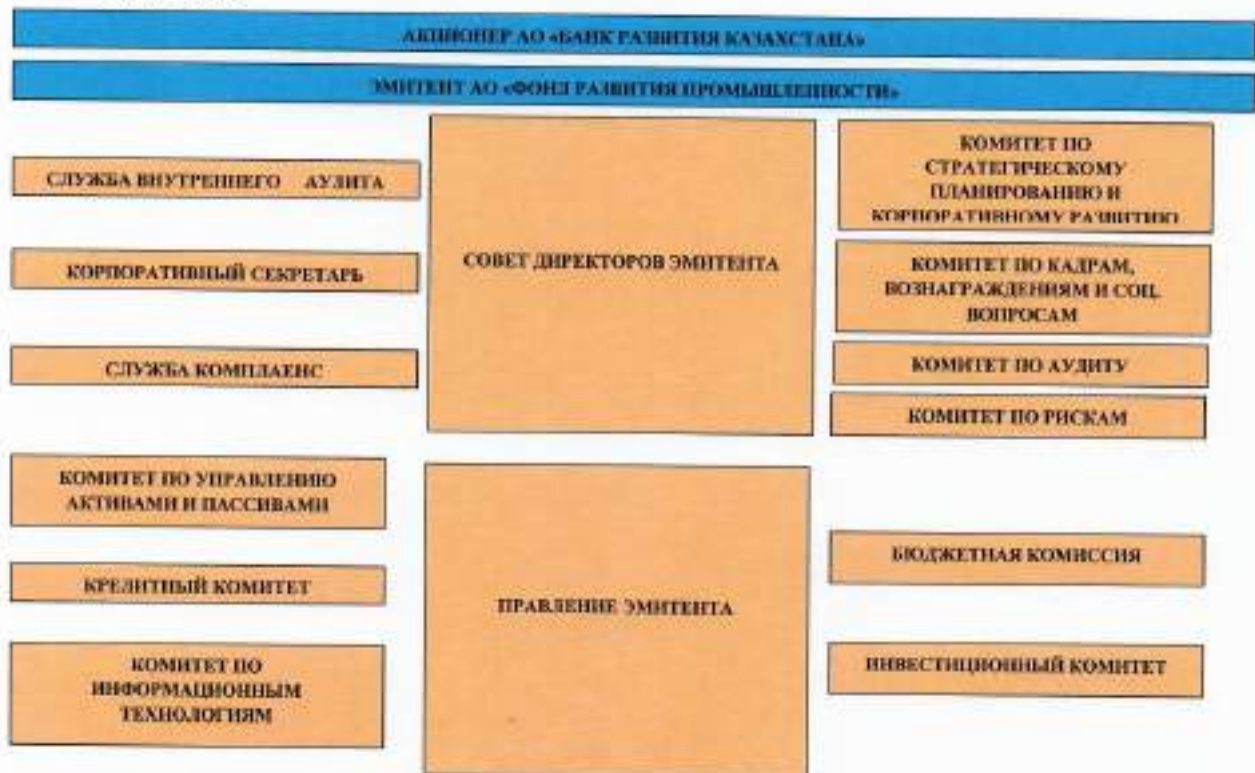 АКЦИОНЕР АО «БАНК РАЗВИТИЯ КАЗАХСТАНА»
ЭМИТЕНТ АО «ФОНД РАЗВИТИЯ ПРОМЫШЛЕННОСТИ»
СЛУЖБА ВНУТРЕННЕГО АУДИТА
КОРПОРАТИВНЫЙ СЕКРЕТАРЬ
СЛУЖБА КОМПЛАЕНС
СОВЕТ ДИРЕКТОРОВ ЭМИТЕНТА
КОМИТЕТ ПО
СТРАТЕГИЧЕСКОМУ
ПЛАНИРОВАНИЮ И
КОРПОРАТИВНОМУ РАЗВИТИЮ
КОМИТЕТ ПО КАДРАМ,
ВОЗНАГРАЖДЕНИЯМ И СОЦ.
ВОПРОСАМ
КОМИТЕТ ПО АУДИТУ
КОМИТЕТ ПО РИСКАМ
КОМИТЕТ ПО УПРАВЛЕНИЮ
АКТИВАМИ И ПАССИВАМИ
КРЕДИТНЫЙ КОМИТЕТ
КОМИТЕТ ПО
ИНФОРМАЦИОННЫМ
ТЕХНОЛОГИЯМ
ПРАВЛЕНИЕ ЭМИТЕНТА
БЮДЖЕТНАЯ КОМИССИЯ
ИНВЕСТИЦИОННЫЙ КОМИТЕТ